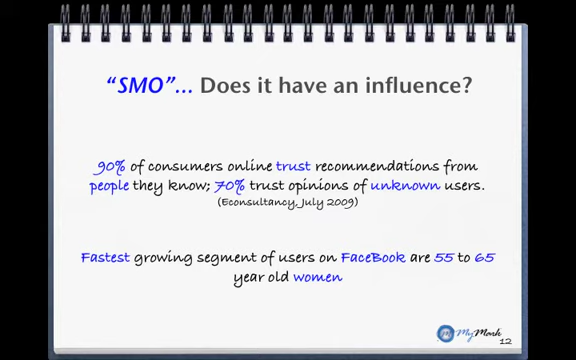 "SMO"... Does it have an influence?
90% of consumers online trust recommendations from
people they know; 70% trust opinions of unknown users.
(Econsultancy, July 2009)
Fastest growing segment of users on FaceBook are 55 to 65
year old women
MyMark
12